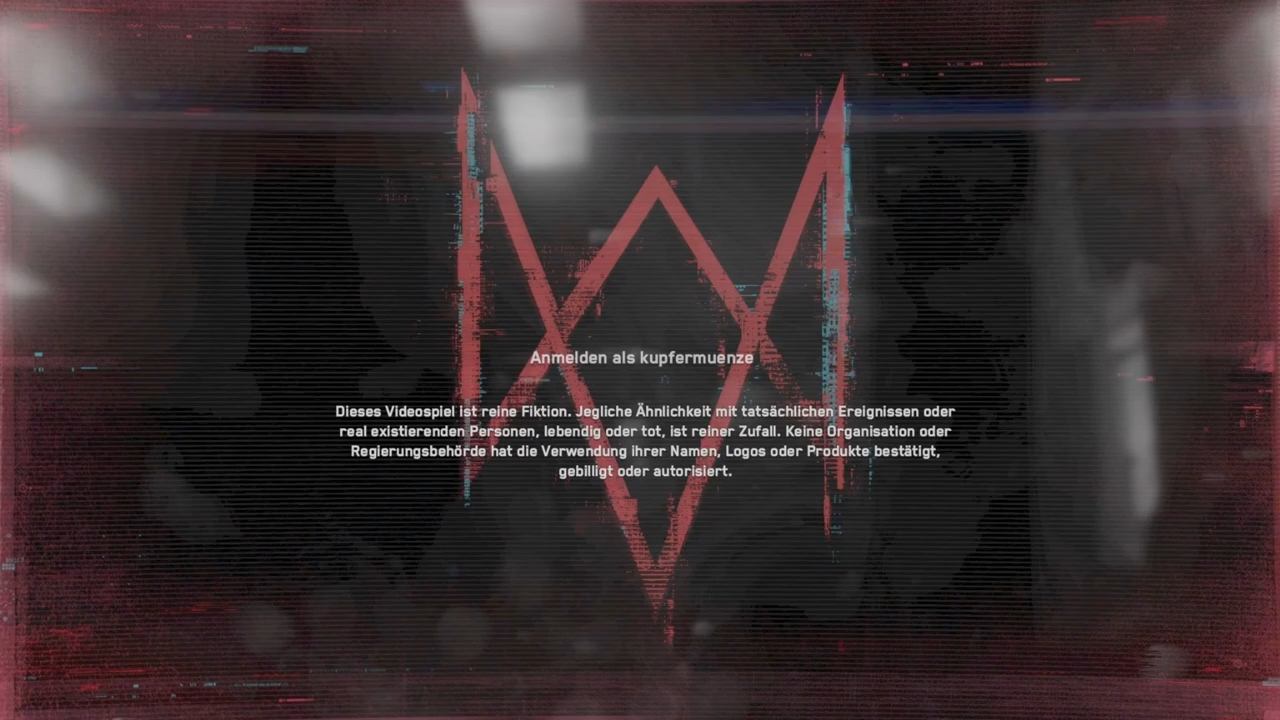 Anmelden als kupfermuenze
Dieses Videospiel ist reine Fiktion. Jegliche Ähnlichkeit mit tatsächlichen Ereignissen oder
real existierenden Personen, lebendig oder tot, ist reiner Zufall. Keine Organisation oder
Regierungsbehörde hat die Verwendung ihrer Namen, Logos oder Produkte bestätigt,
gebilligt oder autorisiert.